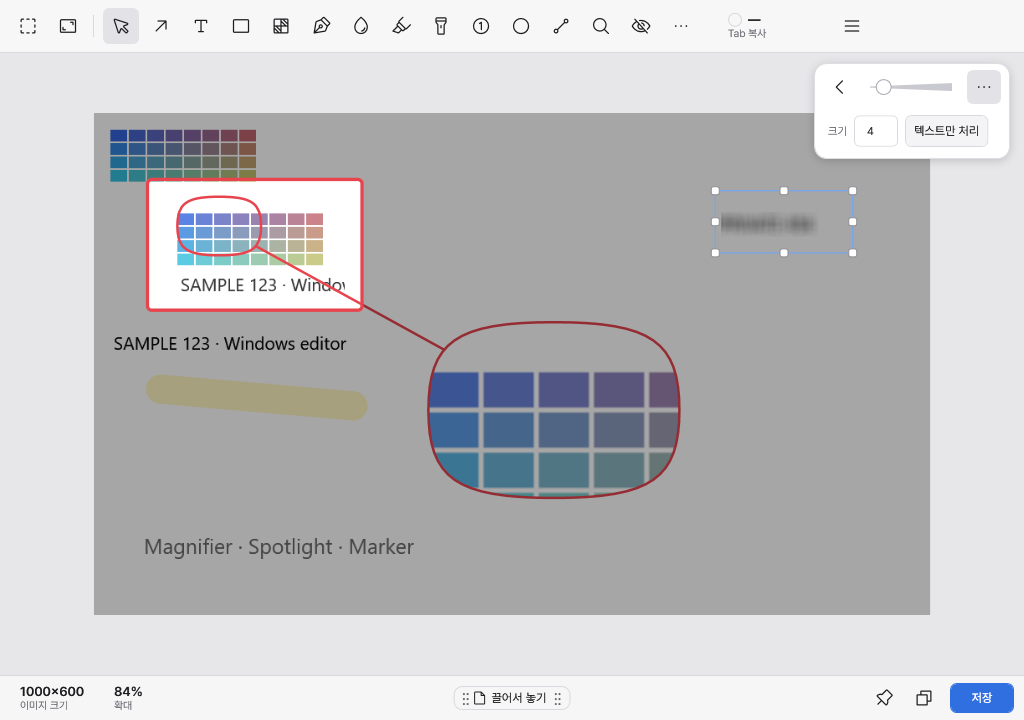 1
Tab 복사
크기
4
텍스트만 처리
SAMPLE 123 · Window
SAMPLE 123 · Windows editor
Magnifier · Spotlight · Marker
1000×600
이미지 크기
84%
확대
끌어서 놓기
저장